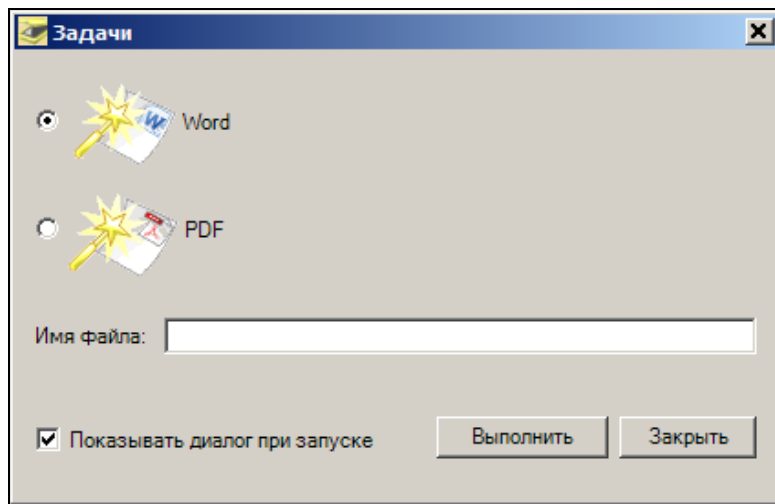 Задачи
Word
PDF
Имя файла:
Показывать диалог при запуске
Выполнить
Закрыть